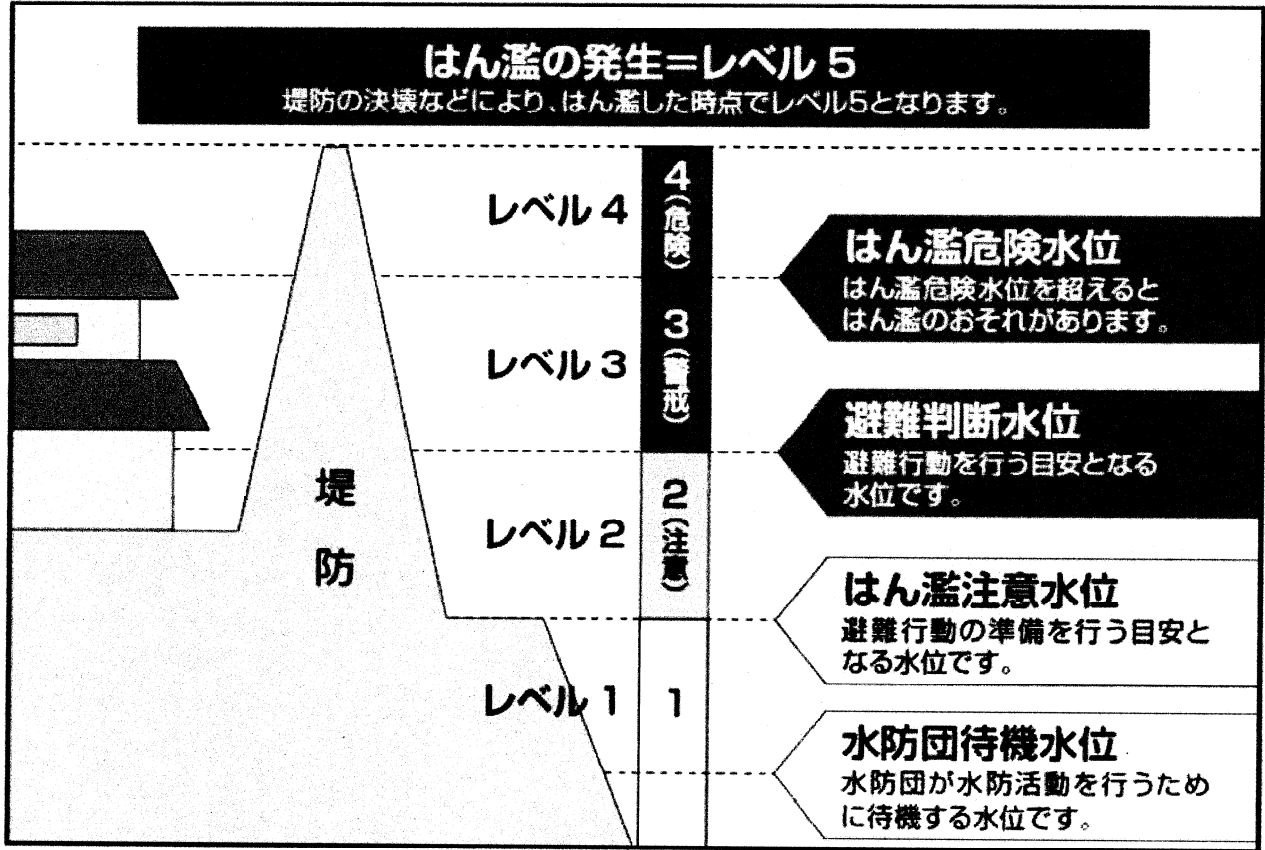 はん濫の発生=レベル5
堤防の決壊などにより、はん濫した時点でレベル5となります。
レベル4
4(危険)
はん濫危険水位
はん濫危険水位を超えると
はん濫のおそれがあります。
レベル3
3(警戒)
避難判断水位
避難行動を行う目安となる
水位です。
堤防
レベル2
2(注意)
はん濫注意水位
避難行動の準備を行う目安と
なる水位です。
レベル1
1
水防団待機水位
水防団が水防活動を行うため
に待機する水位です。